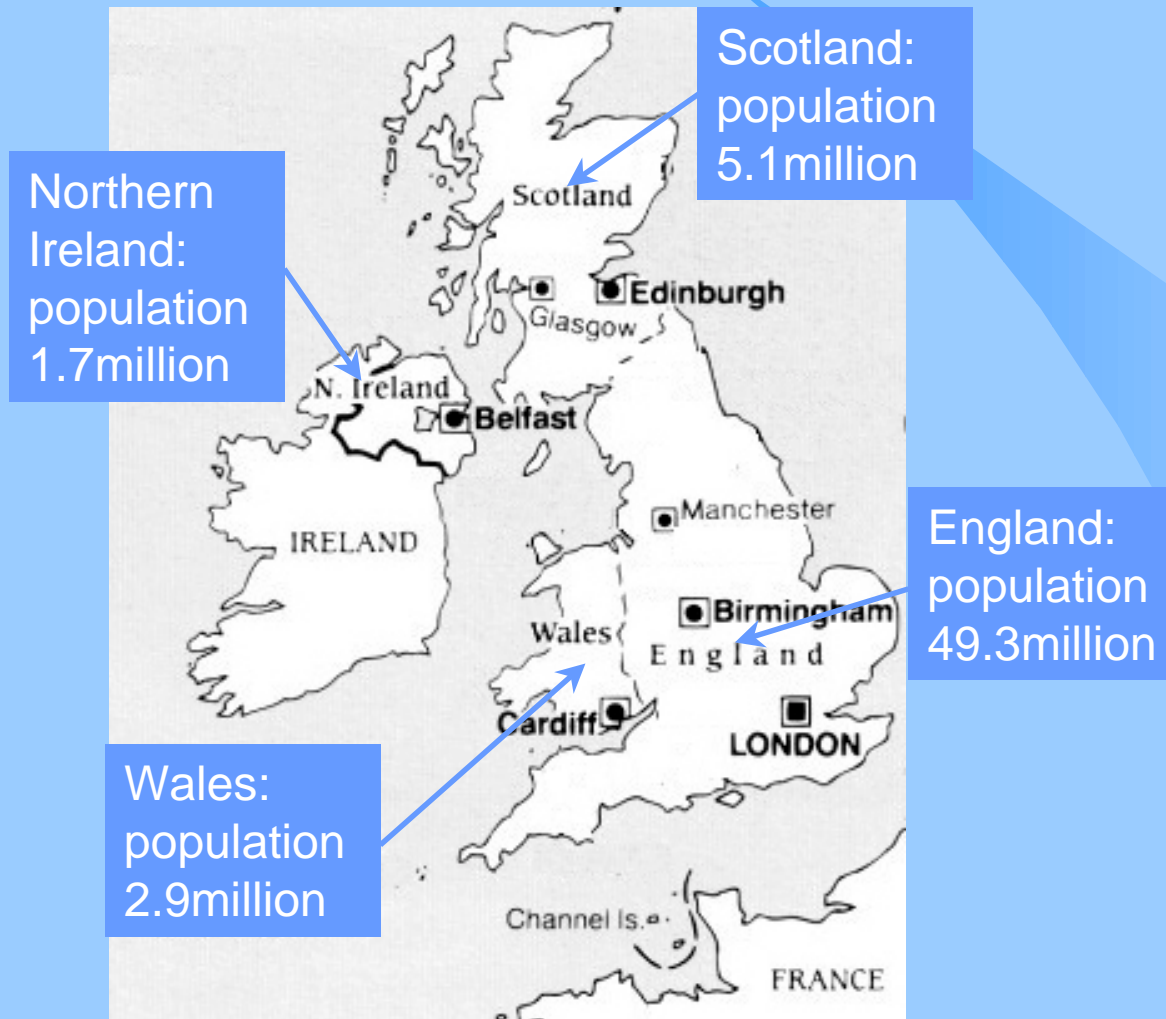 Scotland:
population
5.1million
Northern
Ireland:
population
1.7million
Scotland
Edinburgh
Glasgow
N. Ireland
Belfast
Manchester
IRELAND
England:
population
49.3million
Birmingham
Wales
England
Cardiff
LONDON
Wales:
population
2.9million
Channel Is.
FRANCE